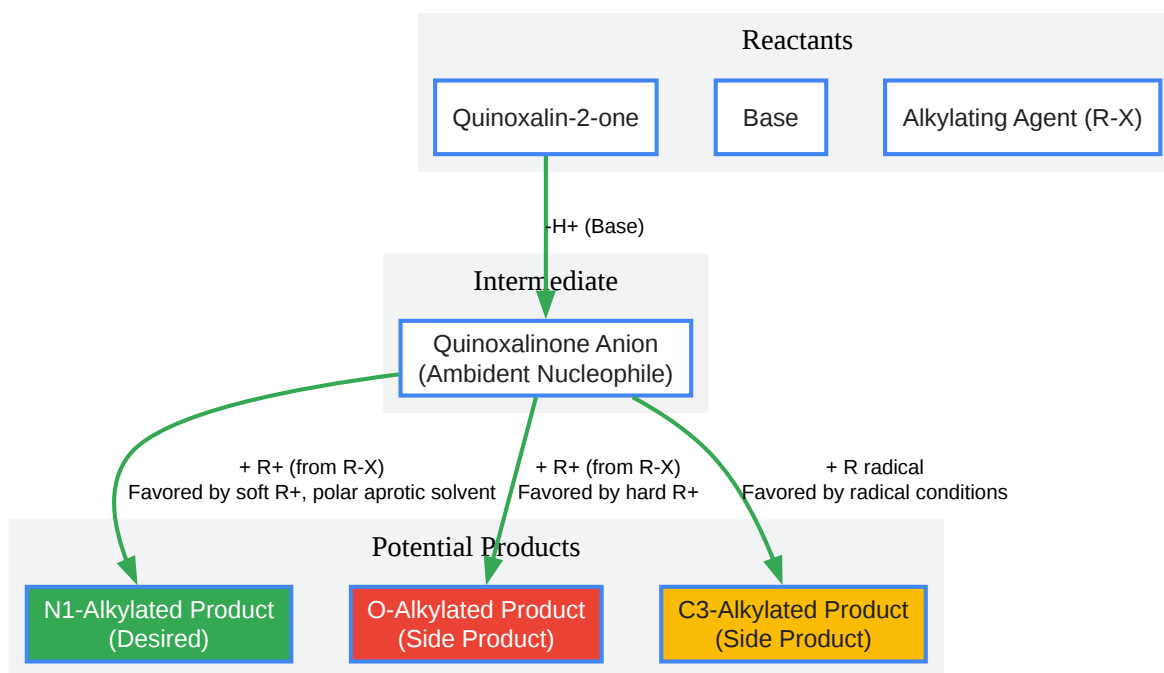 Reactants
Quinoxalin-2-one
Base
Alkylating Agent (R-X)
-H+ (Base)
Intermediate
Quinoxalinone Anion
(Ambident Nucleophile)
+ R+ (from R-X)
Favored by soft R+, polar aprotic solvent
+ R+ (from R-X)
Favored by hard R+
+ R radical
Favored by radical conditions
Potential Products
N1-Alkylated Product
(Desired)
O-Alkylated Product
(Side Product)
C3-Alkylated Product
(Side Product)